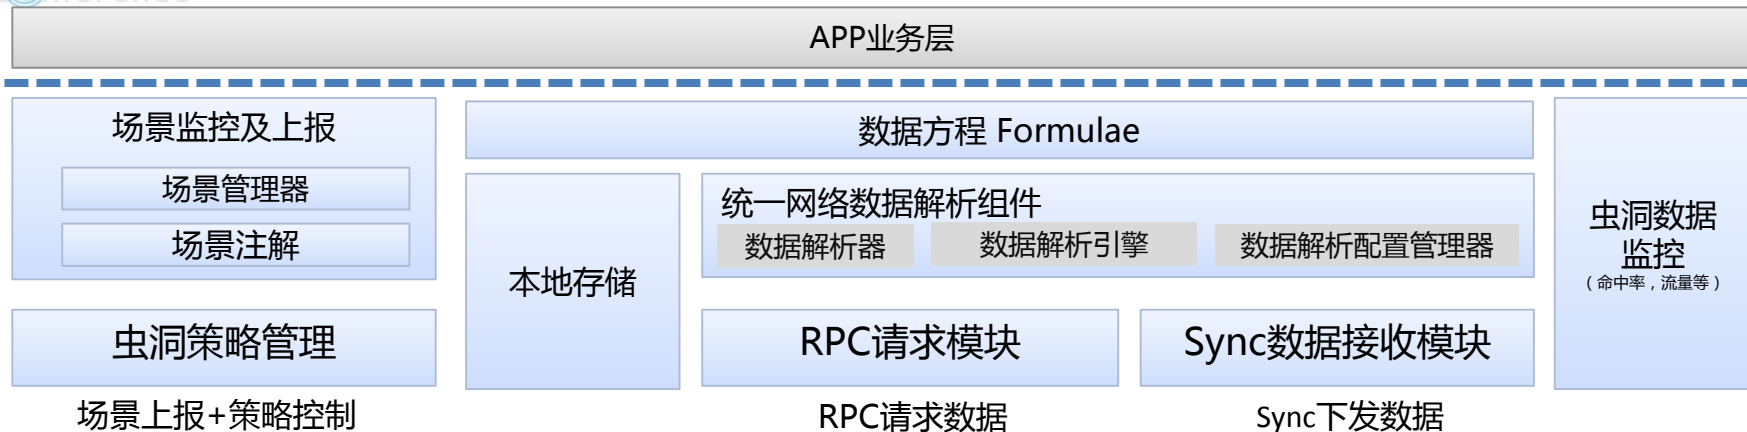 APP业务层
场景监控及上报
场景管理器
场景注解
虫洞策略管理
场景上报+策略控制
数据方程 Formulae
本地存储
统一网络数据解析组件
数据解析器
数据解析引擎
数据解析配置管理器
RPC请求模块
Sync数据接收模块
RPC请求数据
Sync下发数据
虫洞数据
监控
（命中率，流量等）